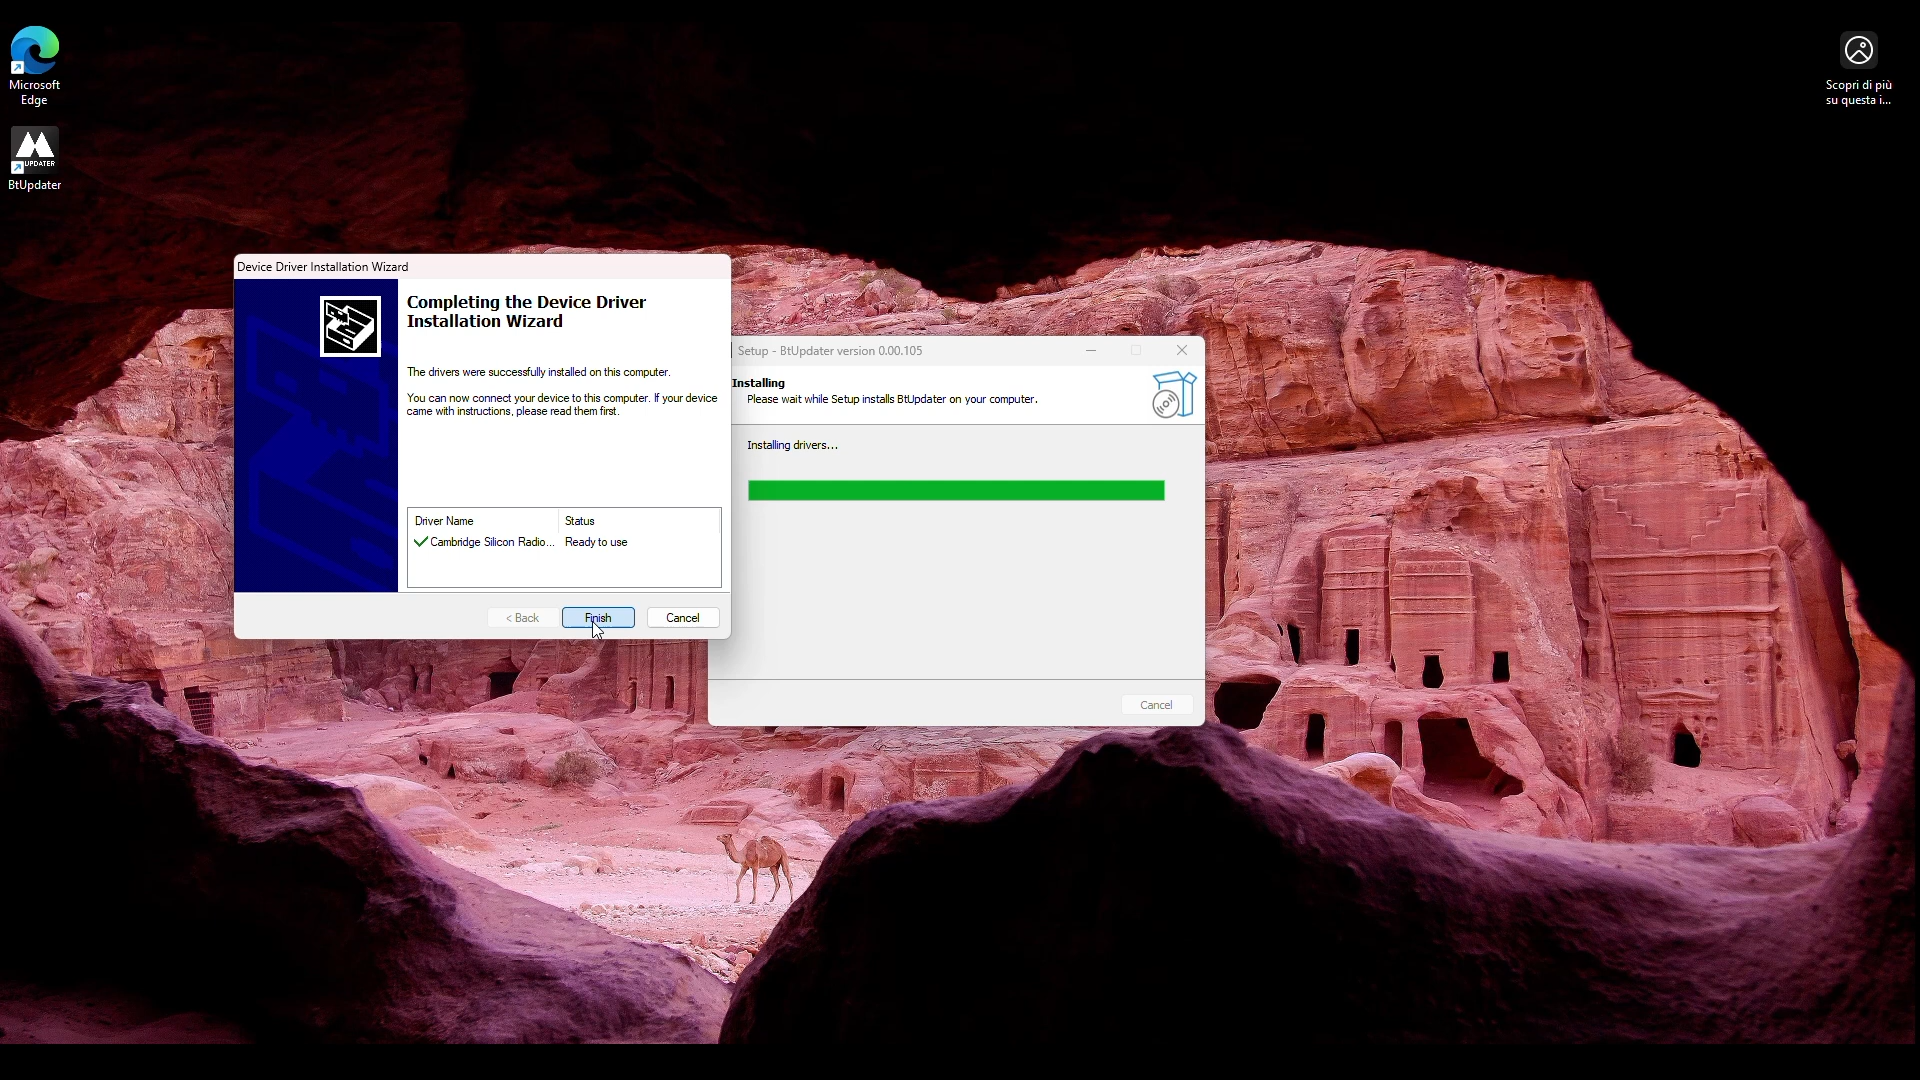 Microsoft
Edge
UPDATER
BtUpdater
Scopri di più
su questa i...
Device Driver Installation Wizard
Completing the Device Driver
Installation Wizard
The drivers were successfully installed on this computer.
You can now connect your device to this computer. If your device
came with instructions, please read them first.
Driver Name Status
Cambridge Silicon Radio... Ready to use
< Back Finish Cancel
Setup - BtUpdater version 0.00.105
Installing
Please wait while Setup installs BtUpdater on your computer.
Installing drivers...
Cancel